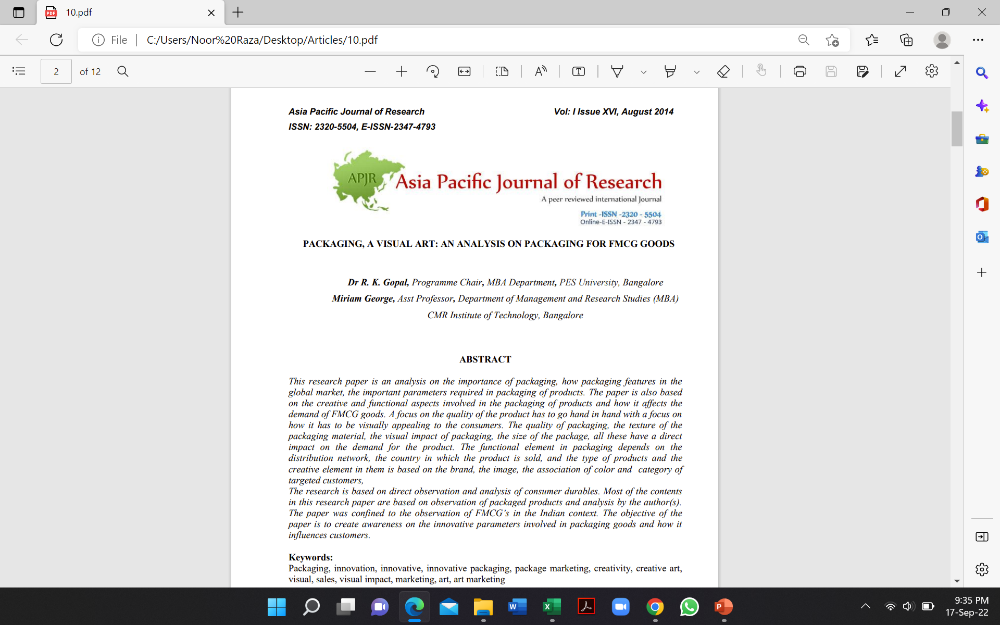 10.pdf
File
C:/Users/Noor%20Raza/Desktop/Articles/10.pdf
2 of 12
Asia Pacific Journal of Research Vol: I Issue XVI, August 2014
ISSN: 2320-5504, E-ISSN-2347-4793
APJR
Asia Pacific Journal of Research
A peer reviewed international Journal
Print -ISSN -2320 - 5504
Online-E-ISSN - 2347 - 4793
PACKAGING, A VISUAL ART: AN ANALYSIS ON PACKAGING FOR FMCG GOODS
Dr R. K. Gopal, Programme Chair, MBA Department, PES University, Bangalore
Miriam George, Asst Professor, Department of Management and Research Studies (MBA)
CMR Institute of Technology, Bangalore
ABSTRACT
This research paper is an analysis on the importance of packaging, how packaging features in the
global market, the important parameters required in packaging of products. The paper is also based
on the creative and functional aspects involved in the packaging of products and how it affects the
demand of FMCG goods. A focus on the quality of the product has to go hand in hand with a focus on
how it has to be visually appealing to the consumers. The quality of packaging, the texture of the
packaging material, the visual impact of packaging, the size of the package, all these have a direct
impact on the demand for the product. The functional element in packaging depends on the
distribution network, the country in which the product is sold, and the type of products and the
creative element in them is based on the brand, the image, the association of color and category of
targeted customers,
The research is based on direct observation and analysis of consumer durables. Most of the contents
in this research paper are based on observation of packaged products and analysis by the author(s).
The paper was confined to the observation of FMCG's in the Indian context. The objective of the
paper is to create awareness on the innovative parameters involved in packaging goods and how it
influences customers.
Keywords:
Packaging, innovation, innovative, innovative packaging, package marketing, creativity, creative art,
visual, sales, visual impact, marketing, art, art marketing
9:35 PM
17-Sep-22